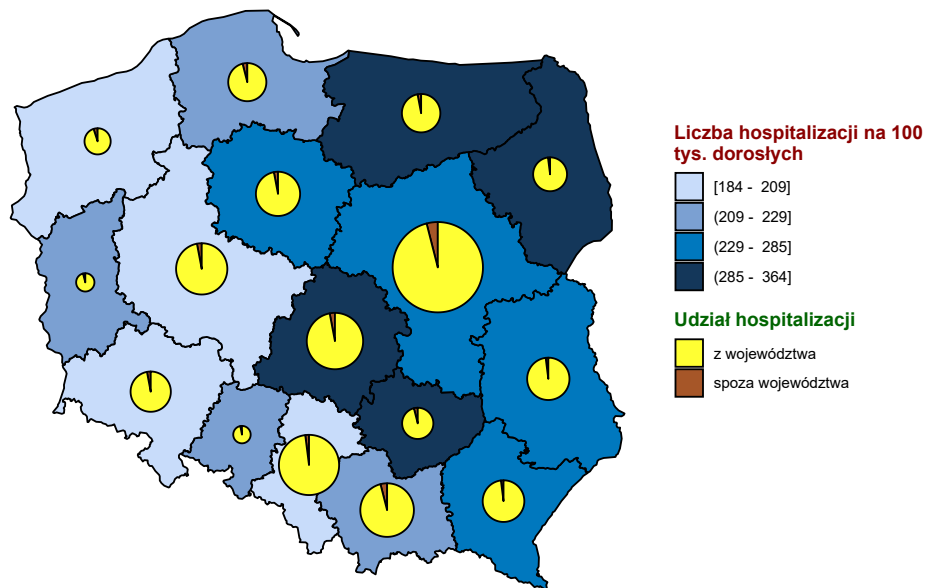 Liczba hospitalizacji na 100
tys. dorosłych
[184 - 209]
(209 - 229]
(229 - 285]
(285 - 364]
Udział hospitalizacji
z województwa
spoza województwa